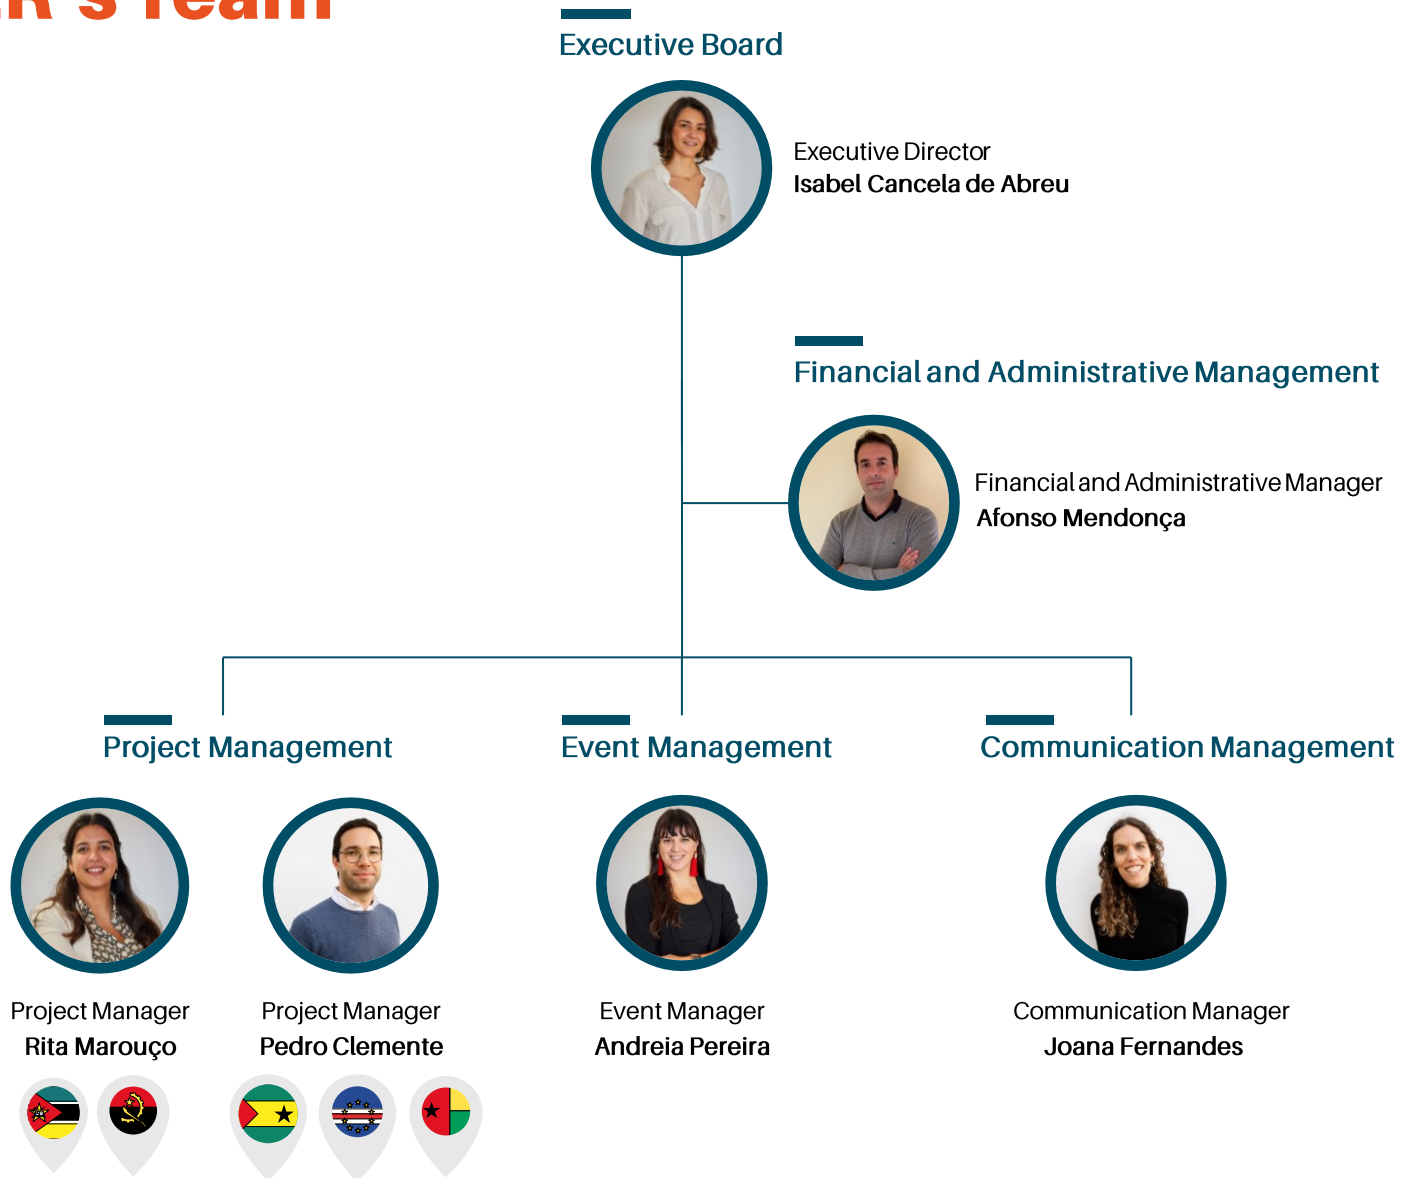 R's Team
Executive Board
Executive Director
Isabel Cancela de Abreu
Financial and Administrative Management
Financial and Administrative Manager
Afonso Mendonça
Project Management
Event Management
Communication Management
Project Manager
Rita Marouço
Project Manager
Pedro Clemente
Event Manager
Andreia Pereira
Communication Manager
Joana Fernandes